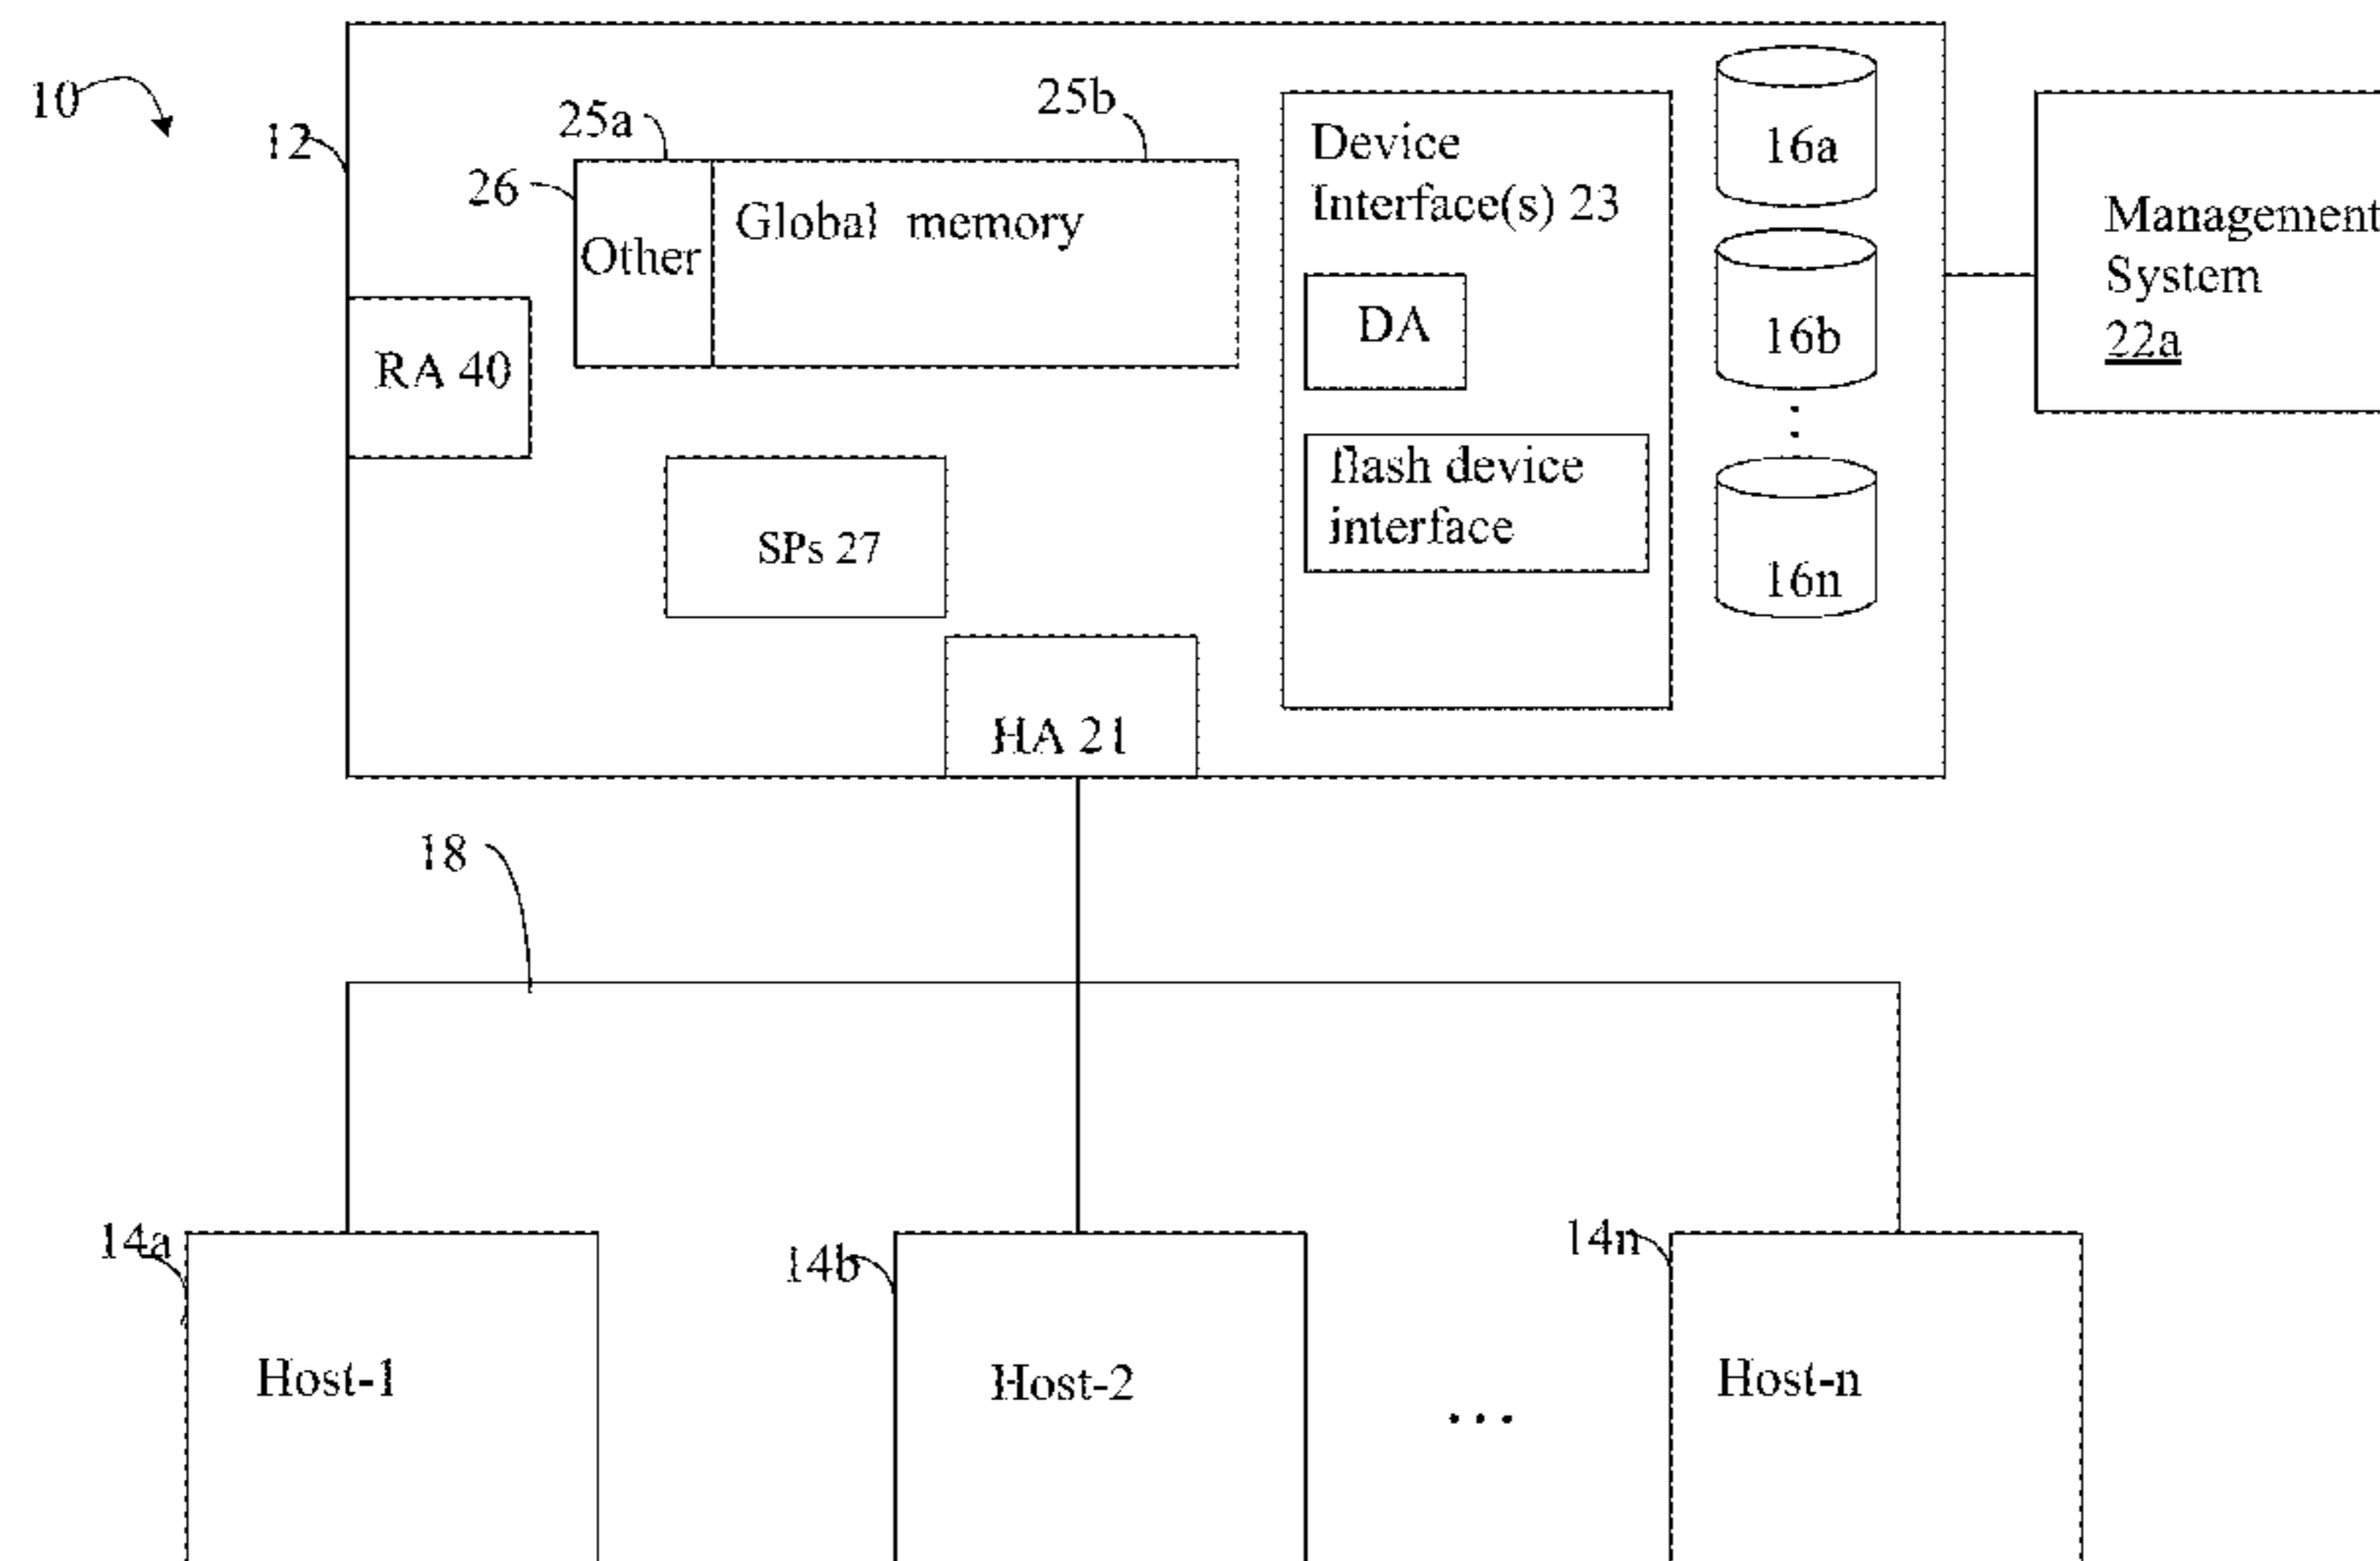 10
12
25a
25b
26
Other
Global memory
Device
Interface(s) 23
DA
flash device
interface
16a
16b
16n
Management
System
22a
RA 40
SPs 27
HA 21
18
14a
Host-1
14b
Host-2
...
14n
Host-n